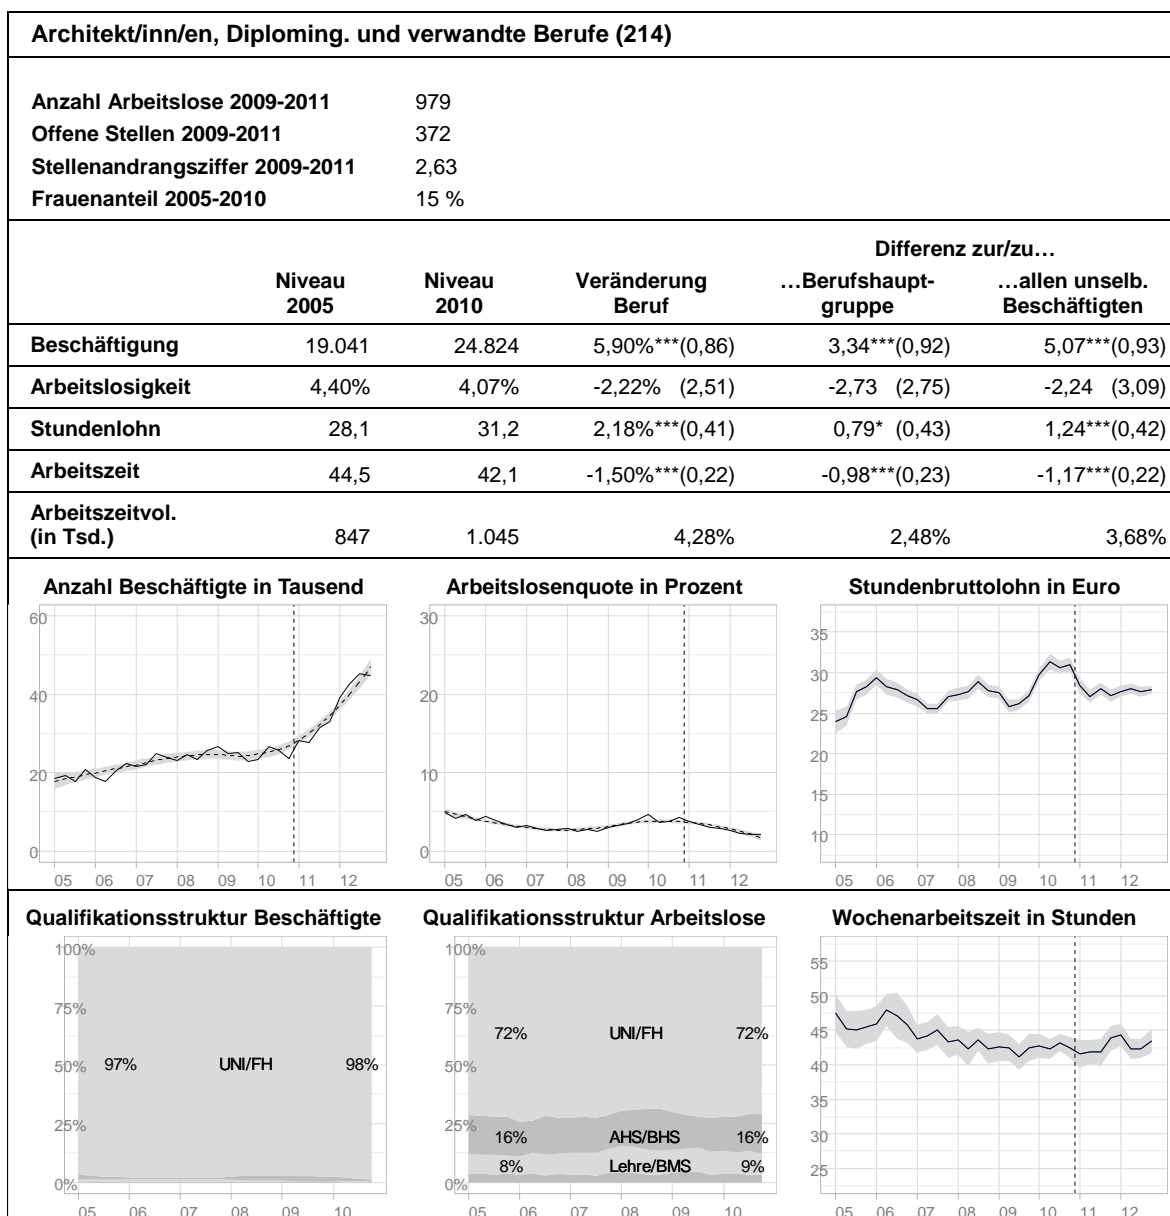 Architekt/inn/en, Diploming. und verwandte Berufe (214)
Anzahl Arbeitslose 2009-2011 979
Offene Stellen 2009-2011 372
Stellenandrangsziffer 2009-2011 2,63
Frauenanteil 2005-2010 15 %
Differenz zur/zu…
Niveau Niveau Veränderung …Berufshaupt- …allen unselb.
2005 2010 Beruf gruppe Beschäftigten
Beschäftigung 19.041 24.824 5,90%***(0,86) 3,34***(0,92) 5,07***(0,93)
Arbeitslosigkeit 4,40% 4,07% -2,22% (2,51) -2,73 (2,75) -2,24 (3,09)
Stundenlohn 28,1 31,2 2,18%***(0,41) 0,79* (0,43) 1,24***(0,42)
Arbeitszeit 44,5 42,1 -1,50%***(0,22) -0,98***(0,23) -1,17***(0,22)
Arbeitszeitvol.
(in Tsd.) 847 1.045 4,28% 2,48% 3,68%
Anzahl Beschäftigte in Tausend
60
40
20
0
05 06 07 08 09 10 11 12
Arbeitslosenquote in Prozent
30
20
10
0
05 06 07 08 09 10 11 12
Stundenbruttolohn in Euro
35
30
25
20
15
10
05 06 07 08 09 10 11 12
Qualifikationsstruktur Beschäftigte
100%
75%
50% 97% UNI/FH 98%
25%
0%
05 06 07 08 09 10
Qualifikationsstruktur Arbeitslose
100%
72% UNI/FH 72%
75%
50%
25%
16% AHS/BHS 16%
8% Lehre/BMS 9%
0%
05 06 07 08 09 10
Wochenarbeitszeit in Stunden
55
50
45
40
35
30
25
05 06 07 08 09 10 11 12